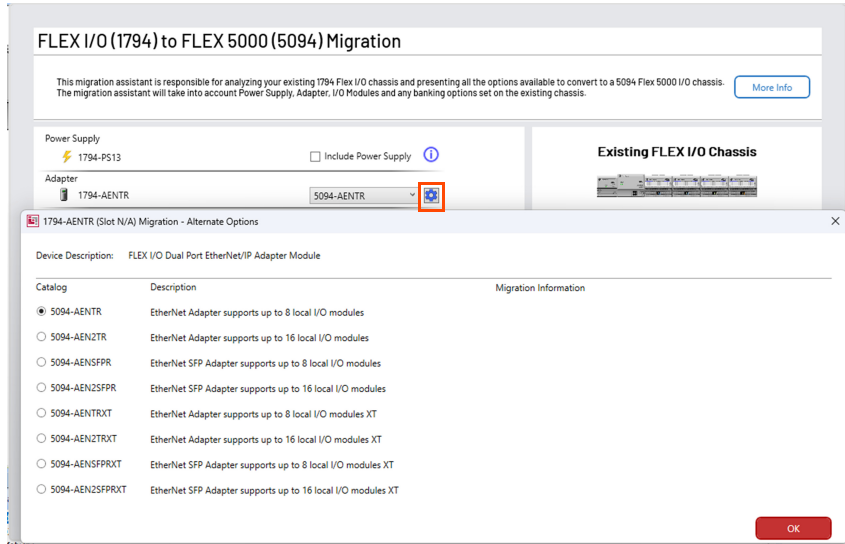 FLEX I/O (1794) to FLEX 5000 (5094) Migration
This migration assistant is responsible for analyzing your existing 1794 Flex I/O chassis and presenting all the options available to convert to a 5094 Flex 5000 I/O chassis.
The migration assistant will take into account Power Supply, Adapter, I/O Modules and any banking options set on the existing chassis.
More Info
Power Supply
1794-PS13
Include Power Supply
Existing FLEX I/O Chassis
Adapter
1794-AENTR
5094-AENTR
1794-AENTR (Slot N/A) Migration - Alternate Options
Device Description: FLEX I/O Dual Port EtherNet/IP Adapter Module
Catalog Description Migration Information
5094-AENTR EtherNet Adapter supports up to 8 local I/O modules
5094-AEN2TR EtherNet Adapter supports up to 16 local I/O modules
5094-AENSFPR EtherNet SFP Adapter supports up to 8 local I/O modules
5094-AEN2SFPR EtherNet SFP Adapter supports up to 16 local I/O modules
5094-AENTRXT EtherNet Adapter supports up to 8 local I/O modules XT
5094-AEN2TRXT EtherNet Adapter supports up to 16 local I/O modules XT
5094-AENSFPRXT EtherNet SFP Adapter supports up to 8 local I/O modules XT
5094-AEN2SFPRXT EtherNet SFP Adapter supports up to 16 local I/O modules XT
OK